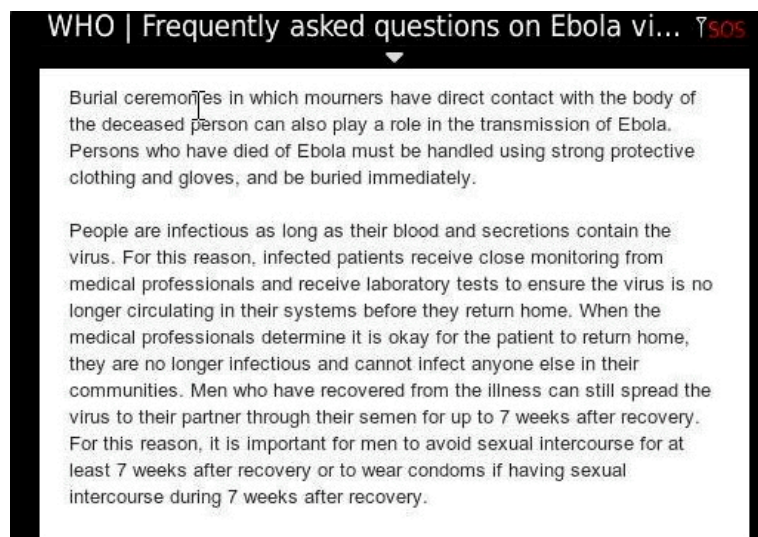 WHO | Frequently asked questions on Ebola vi... SOS
Burial ceremonies in which mourners have direct contact with the body of
the deceased person can also play a role in the transmission of Ebola.
Persons who have died of Ebola must be handled using strong protective
clothing and gloves, and be buried immediately.
People are infectious as long as their blood and secretions contain the
virus. For this reason, infected patients receive close monitoring from
medical professionals and receive laboratory tests to ensure the virus is no
longer circulating in their systems before they return home. When the
medical professionals determine it is okay for the patient to return home,
they are no longer infectious and cannot infect anyone else in their
communities. Men who have recovered from the illness can still spread the
virus to their partner through their semen for up to 7 weeks after recovery.
For this reason, it is important for men to avoid sexual intercourse for at
least 7 weeks after recovery or to wear condoms if having sexual
intercourse during 7 weeks after recovery.